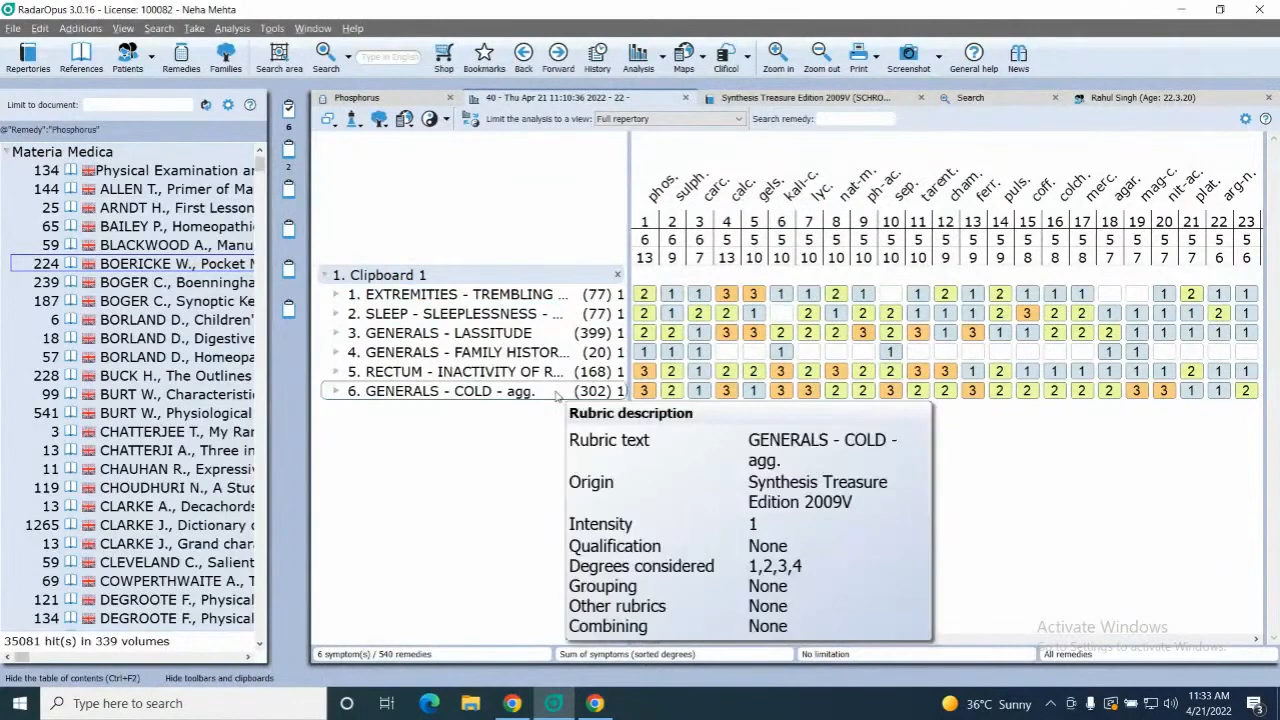 RadarOpus 3.0.16 - License: 100082 - Neha Mehta
File Edit Additions View Search Take Analysis Tools Window Help
Repertories References Patients Remedies Families Search area Search Type in English Shop Bookmarks Back Forward History Analysis Maps Clificol Zoom in Zoom out Print Screenshot General help News
Limit to document:
Phosphorus
40 - Thu Apr 21 11:10:36 2022 - 22 -
Synthesis Treasure Edition 2009V (SCHRO...
Search
Rahul Singh (Age: 22.3.20)
Limit the analysis to a view: Full repertory
Search remedy:
@"Remedy":"Phosphorus"
Materia Medica
134 Physical Examination ar
144 ALLEN T., Primer of Ma
25 ARNDT H., First Lesson
65 BAILEY P., Homeopathi
59 BLACKWOOD A., Manu
224 BOERICKE W., Pocket M
239 BOGER C., Boenningha
187 BOGER C., Synoptic Ke
6 BORLAND D., Children'
18 BORLAND D., Digestive
57 BORLAND D., Homeopa
228 BUCK H., The Outlines
99 BURT W., Characteristi
541 BURT W., Physiological
3 CHATTERJEE T., My Rar
13 CHATTERJI A., Three in
11 CHAUHAN R., Expressiv
119 CHOUDHURI N., A Stud
13 CLARKE A., Decachords
1265 CLARKE J., Dictionary o
13 CLARKE J., Grand chara
59 CLEVELAND C., Salient
69 COWPERTHWAITE A., T
121 DEGROOTE F., Physical
134 DEGROOTE F., Physical
35081 hit(s) in 339 volumes
6
2
phos. sulph. carc. calc. gels. kali-c. lyc. nat-m. ph-ac. sep. tarent. cham. ferr. puls. coff. colch. merc. agar. mag-c. nit-ac. plat. arg-n.
1 2 3 4 5 6 7 8 9 10 11 12 13 14 15 16 17 18 19 20 21 22 23
6 6 6 5 5 5 5 5 5 5 5 5 5 5 5 5 5 5 5 5 5 5 5
13 9 7 13 10 10 10 10 10 10 10 10 10 10
1. Clipboard 1
1. EXTREMITIES - TREMBLING ... (77) 1
2. SLEEP - SLEEPLESSNESS - ... (77) 1
3. GENERALS - LASSITUDE (399) 1
4. GENERALS - FAMILY HISTOR... (20) 1
5. RECTUM - INACTIVITY OF R... (168) 1
6. GENERALS - COLD - agg. (302) 1
Rubric description
Rubric text GENERALS - COLD -
agg.
Origin Synthesis Treasure
Edition 2009V
Intensity 1
Qualification None
Degrees considered 1,2,3,4
Grouping None
Other rubrics None
Combining None
Activate Windows
Go to Settings to activate Windows.
6 symptom(s) / 540 remedies
Sum of symptoms (sorted degrees)
No limitation
All remedies
Hide the table of contents (Ctrl+F2)
Hide toolbars and clipboards
Type here to search
36°C Sunny
11:33 AM
4/21/2022
3